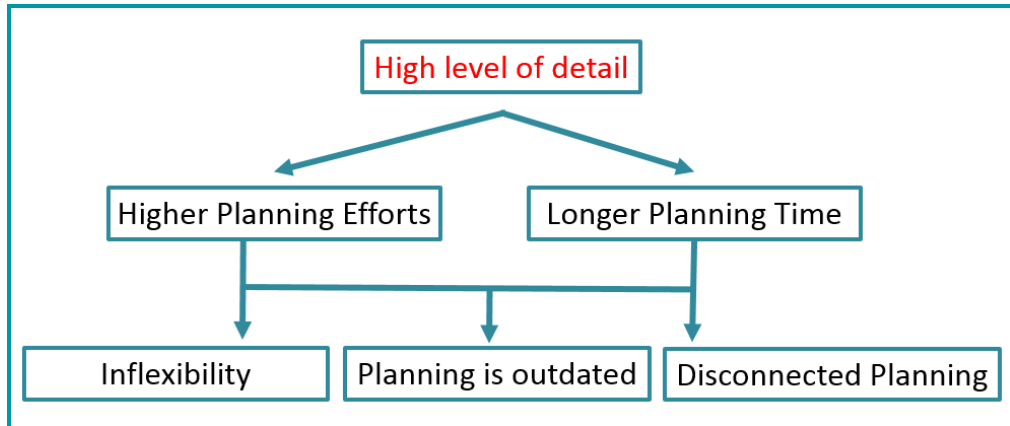 High level of detail
Higher Planning Efforts
Longer Planning Time
Inflexibility
Planning is outdated
Disconnected Planning